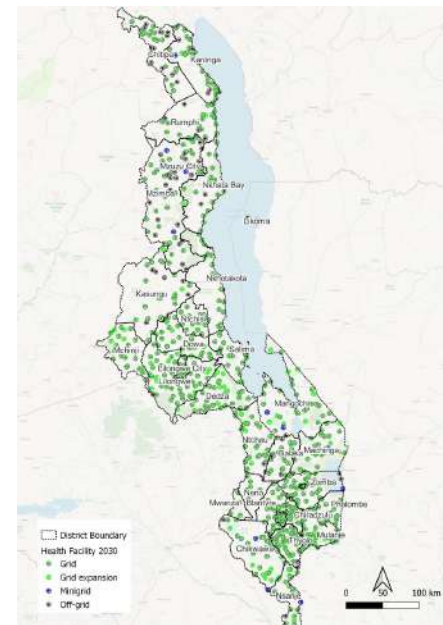 Chitipa
Karonga
Rumphi
Mzuzu City
Nkhata Bay
Mzimba
Likoma
Nkhotakota
Kasungu
Ntchisi
Dowa
Mchinji
Salima
Lilongwe City
Lilongwe
Dedza
Mangochi
Ntcheu
Balaka
Machinga
Zomba
Neno
Mwanza
Blantyre
Phalombe
Chiradzulu
Mulanje
Thyolo
Chikwawa
Nsanje
District Boundary
Health Facility 2030
Grid
Grid expansion
Minigrid
Off-grid
0 50 100 km